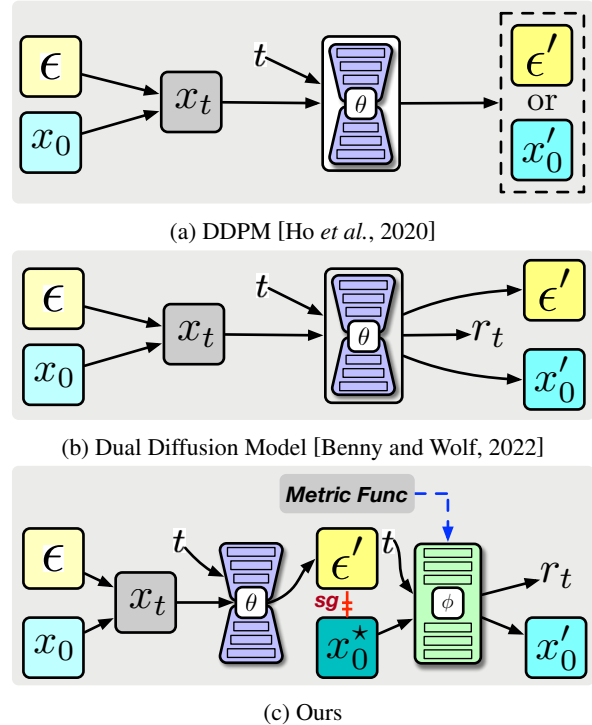 ϵ
x_0
x_t
t
θ
ϵ′
or
x′_0
(a) DDPM [Ho et al., 2020]
ϵ
x_0
x_t
t
θ
ϵ′
r_t
x′_0
(b) Dual Diffusion Model [Benny and Wolf, 2022]
Metric Func
ϵ
x_0
x_t
t
θ
ϵ′
sg
x_0^⋆
t
ϕ
r_t
x′_0
(c) Ours